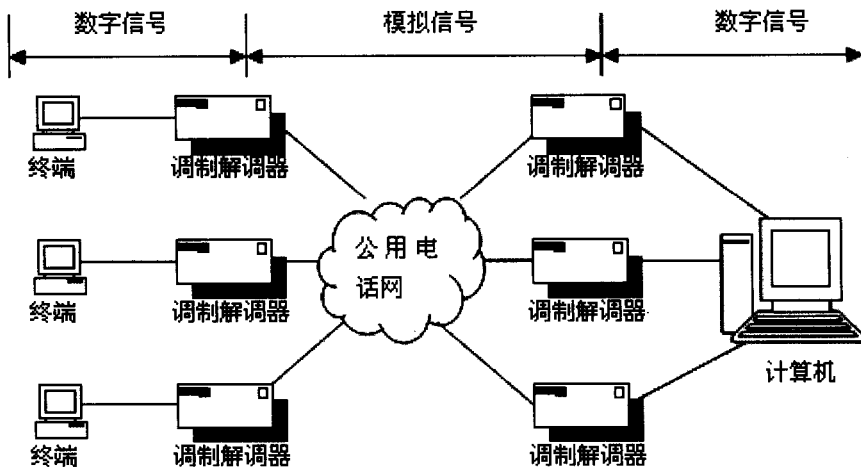 数字信号 模拟信号 数字信号
终端 调制解调器 调制解调器
公用电
话网
终端 调制解调器 调制解调器
计算机
终端 调制解调器 调制解调器